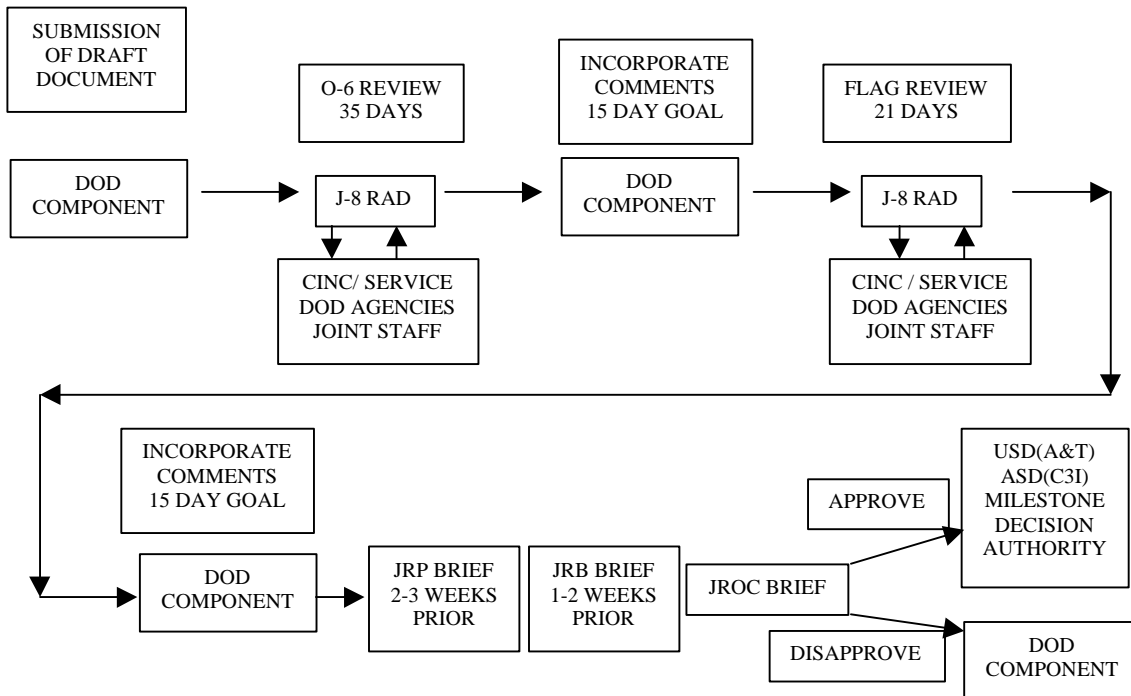 SUBMISSION
OF DRAFT
DOCUMENT
O-6 REVIEW
35 DAYS
INCORPORATE
COMMENTS
15 DAY GOAL
FLAG REVIEW
21 DAYS
DOD
COMPONENT
J-8 RAD
DOD
COMPONENT
J-8 RAD
CINC/ SERVICE
DOD AGENCIES
JOINT STAFF
CINC / SERVICE
DOD AGENCIES
JOINT STAFF
INCORPORATE
COMMENTS
15 DAY GOAL
DOD
COMPONENT
JRP BRIEF
2-3 WEEKS
PRIOR
JRB BRIEF
1-2 WEEKS
PRIOR
JROC BRIEF
APPROVE
USD(A&T)
ASD(C3I)
MILESTONE
DECISION
AUTHORITY
DISAPPROVE
DOD
COMPONENT